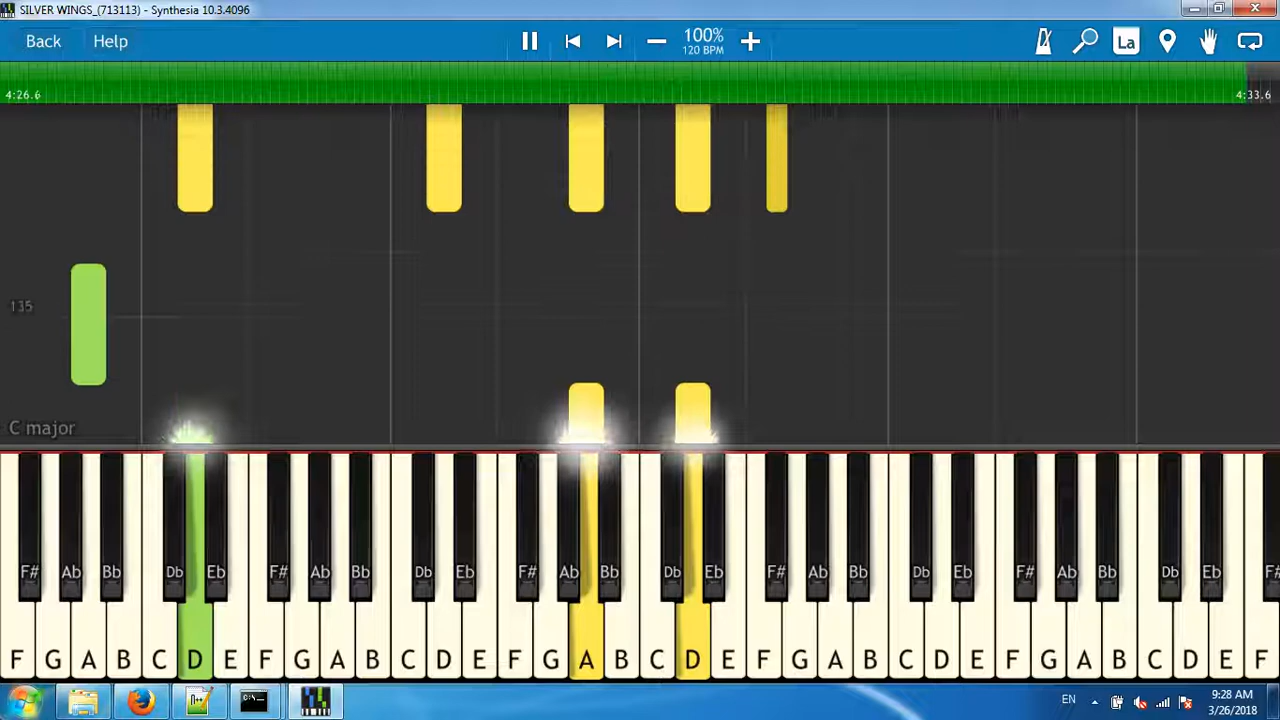 SILVER WINGS_(713113) - Synthesia 10.3.4096
Back Help 100% La
120 BPM
4:26.6 4:33.6
135
C major
F# Ab Bb Db Eb F# Ab Bb Db Eb F# Ab Bb Db Eb F# Ab Bb Db Eb F# Ab Bb Db Eb F#
F G A B C D E F G A B C D E F G A B C D E F G A B C D E F G A B C D E F
EN 9:28 AM
3/26/2018